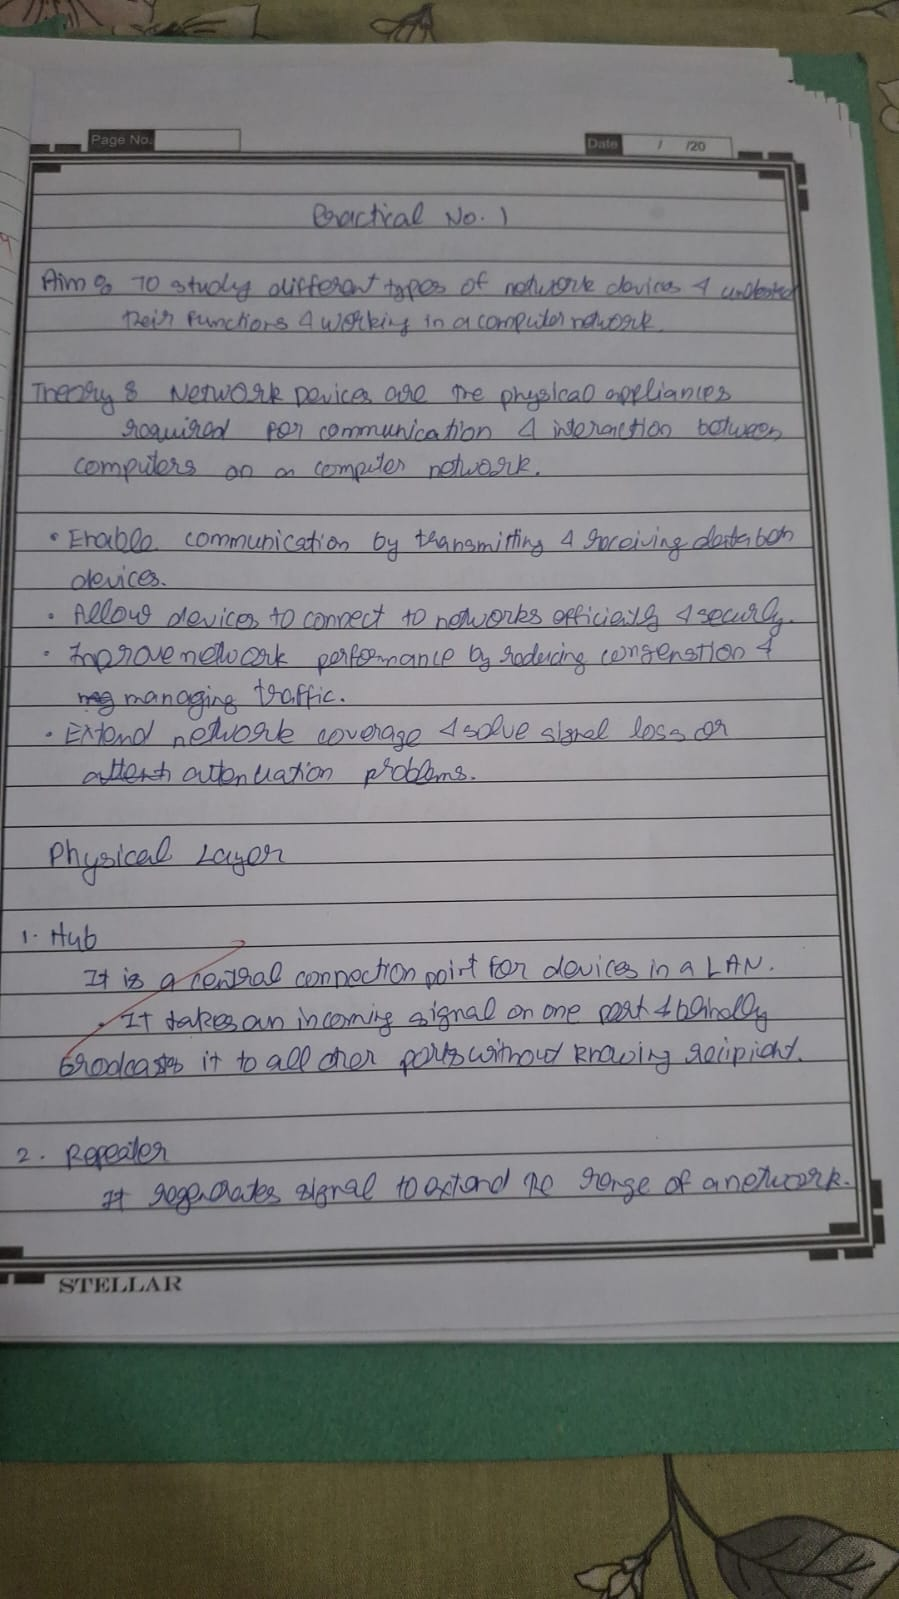 Page No.
Date / /20
Practical No. 1
Aim : To study different types of network devices &
their functions & working in a computer network.
Theory : Network Devices are the physical appliances
required for communication & interaction between
computers on a computer network.
• Enable communication by transmitting & receiving data
devices.
• Allow devices to connect to networks efficiently & securly.
• Improve network performance by reducing congenstion &
managing traffic.
• Extend network coverage & solve signal loss or
attenuation problems.
Physical Layer
1. Hub
It is a central connection point for devices in a LAN.
• It takes an incoming signal on one port & blindly
broadcasts it to all other ports without knowing recipient.
2. Repeater
It regenerates signal to extend the range of a network.
STELLAR